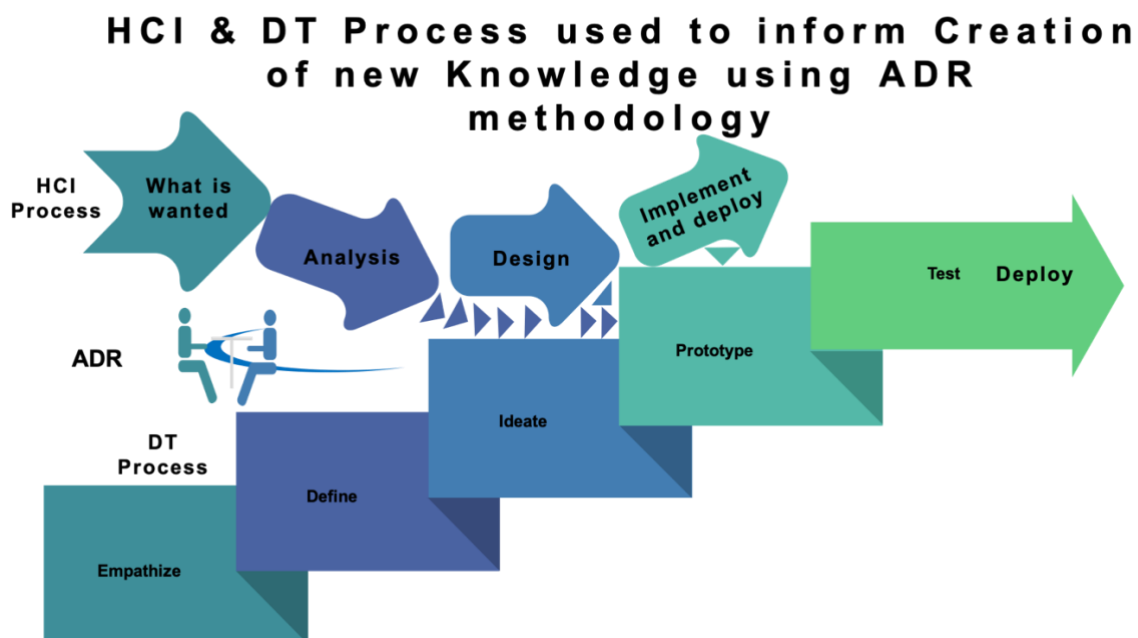 HCI & DT Process used to inform Creation
of new Knowledge using ADR
methodology
HCI
Process
What is
wanted
Analysis
Design
Implement
and deploy
Test
Deploy
ADR
Prototype
Ideate
DT
Process
Define
Empathize